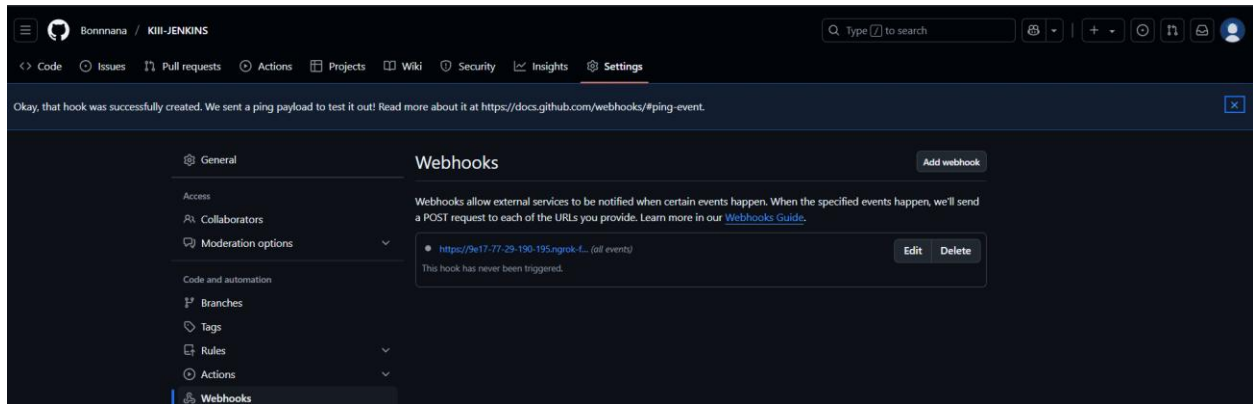 Bonnnana / KIII-JENKINS
Type / to search
Code Issues Pull requests Actions Projects Wiki Security Insights Settings
Okay, that hook was successfully created. We sent a ping payload to test it out! Read more about it at https://docs.github.com/webhooks/#ping-event.
General
Access
Collaborators
Moderation options
Code and automation
Branches
Tags
Rules
Actions
Webhooks
Webhooks
Add webhook
Webhooks allow external services to be notified when certain events happen. When the specified events happen, we'll send
a POST request to each of the URLs you provide. Learn more in our Webhooks Guide.
https://9e17-77-29-190-195.ngrok-f... (all events)
Edit Delete
This hook has never been triggered.